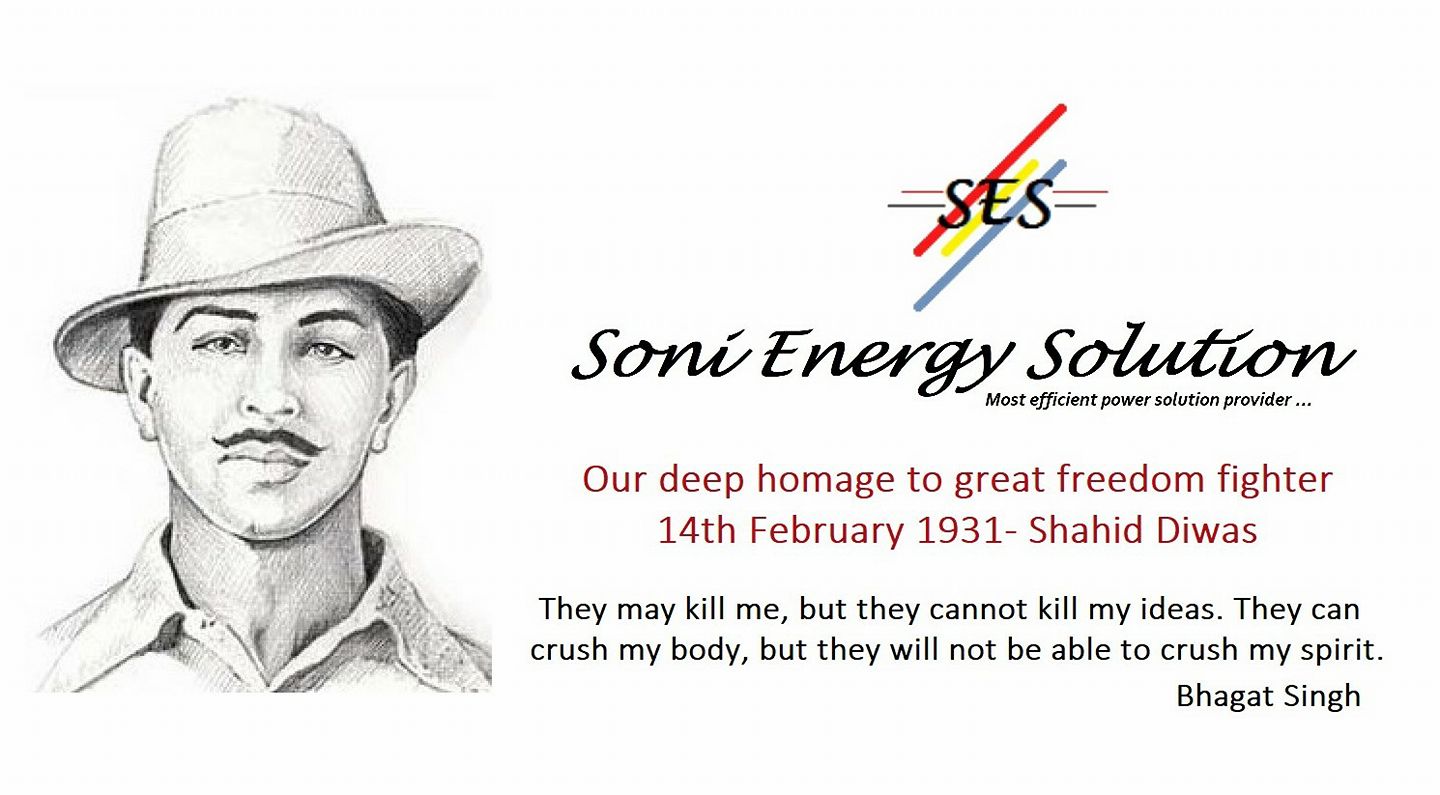 SES
Soni Energy Solution
Most efficient power solution provider ...
Our deep homage to great freedom fighter
14th February 1931- Shahid Diwas
They may kill me, but they cannot kill my ideas. They can
crush my body, but they will not be able to crush my spirit.
Bhagat Singh